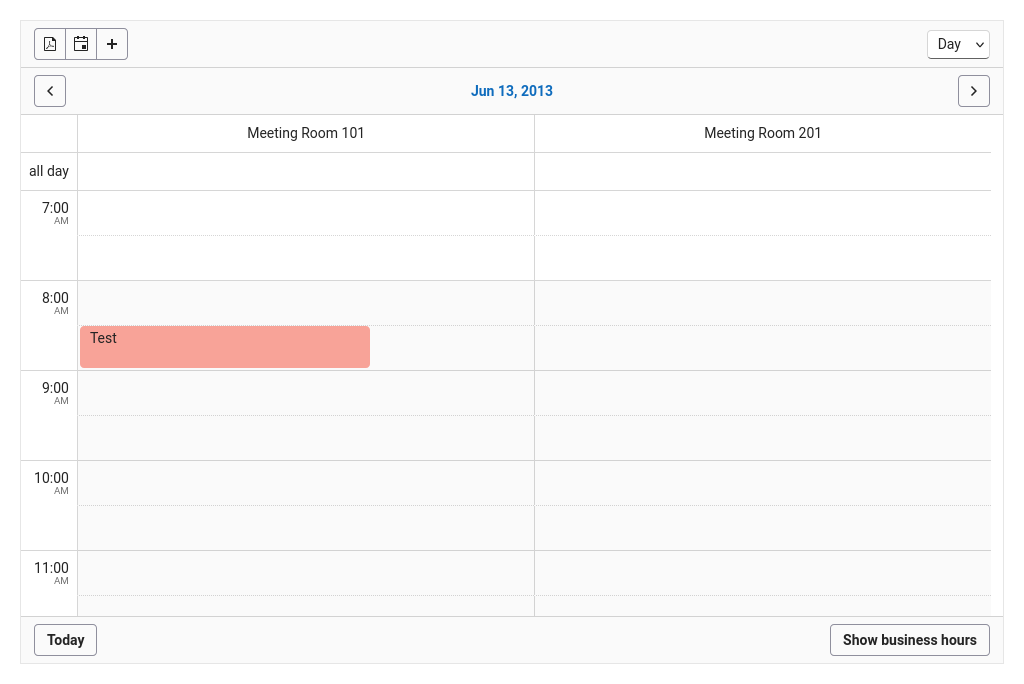 Day
Jun 13, 2013
Meeting Room 101 Meeting Room 201
all day
7:00
AM
8:00
AM
Test
9:00
AM
10:00
AM
11:00
AM
Today Show business hours